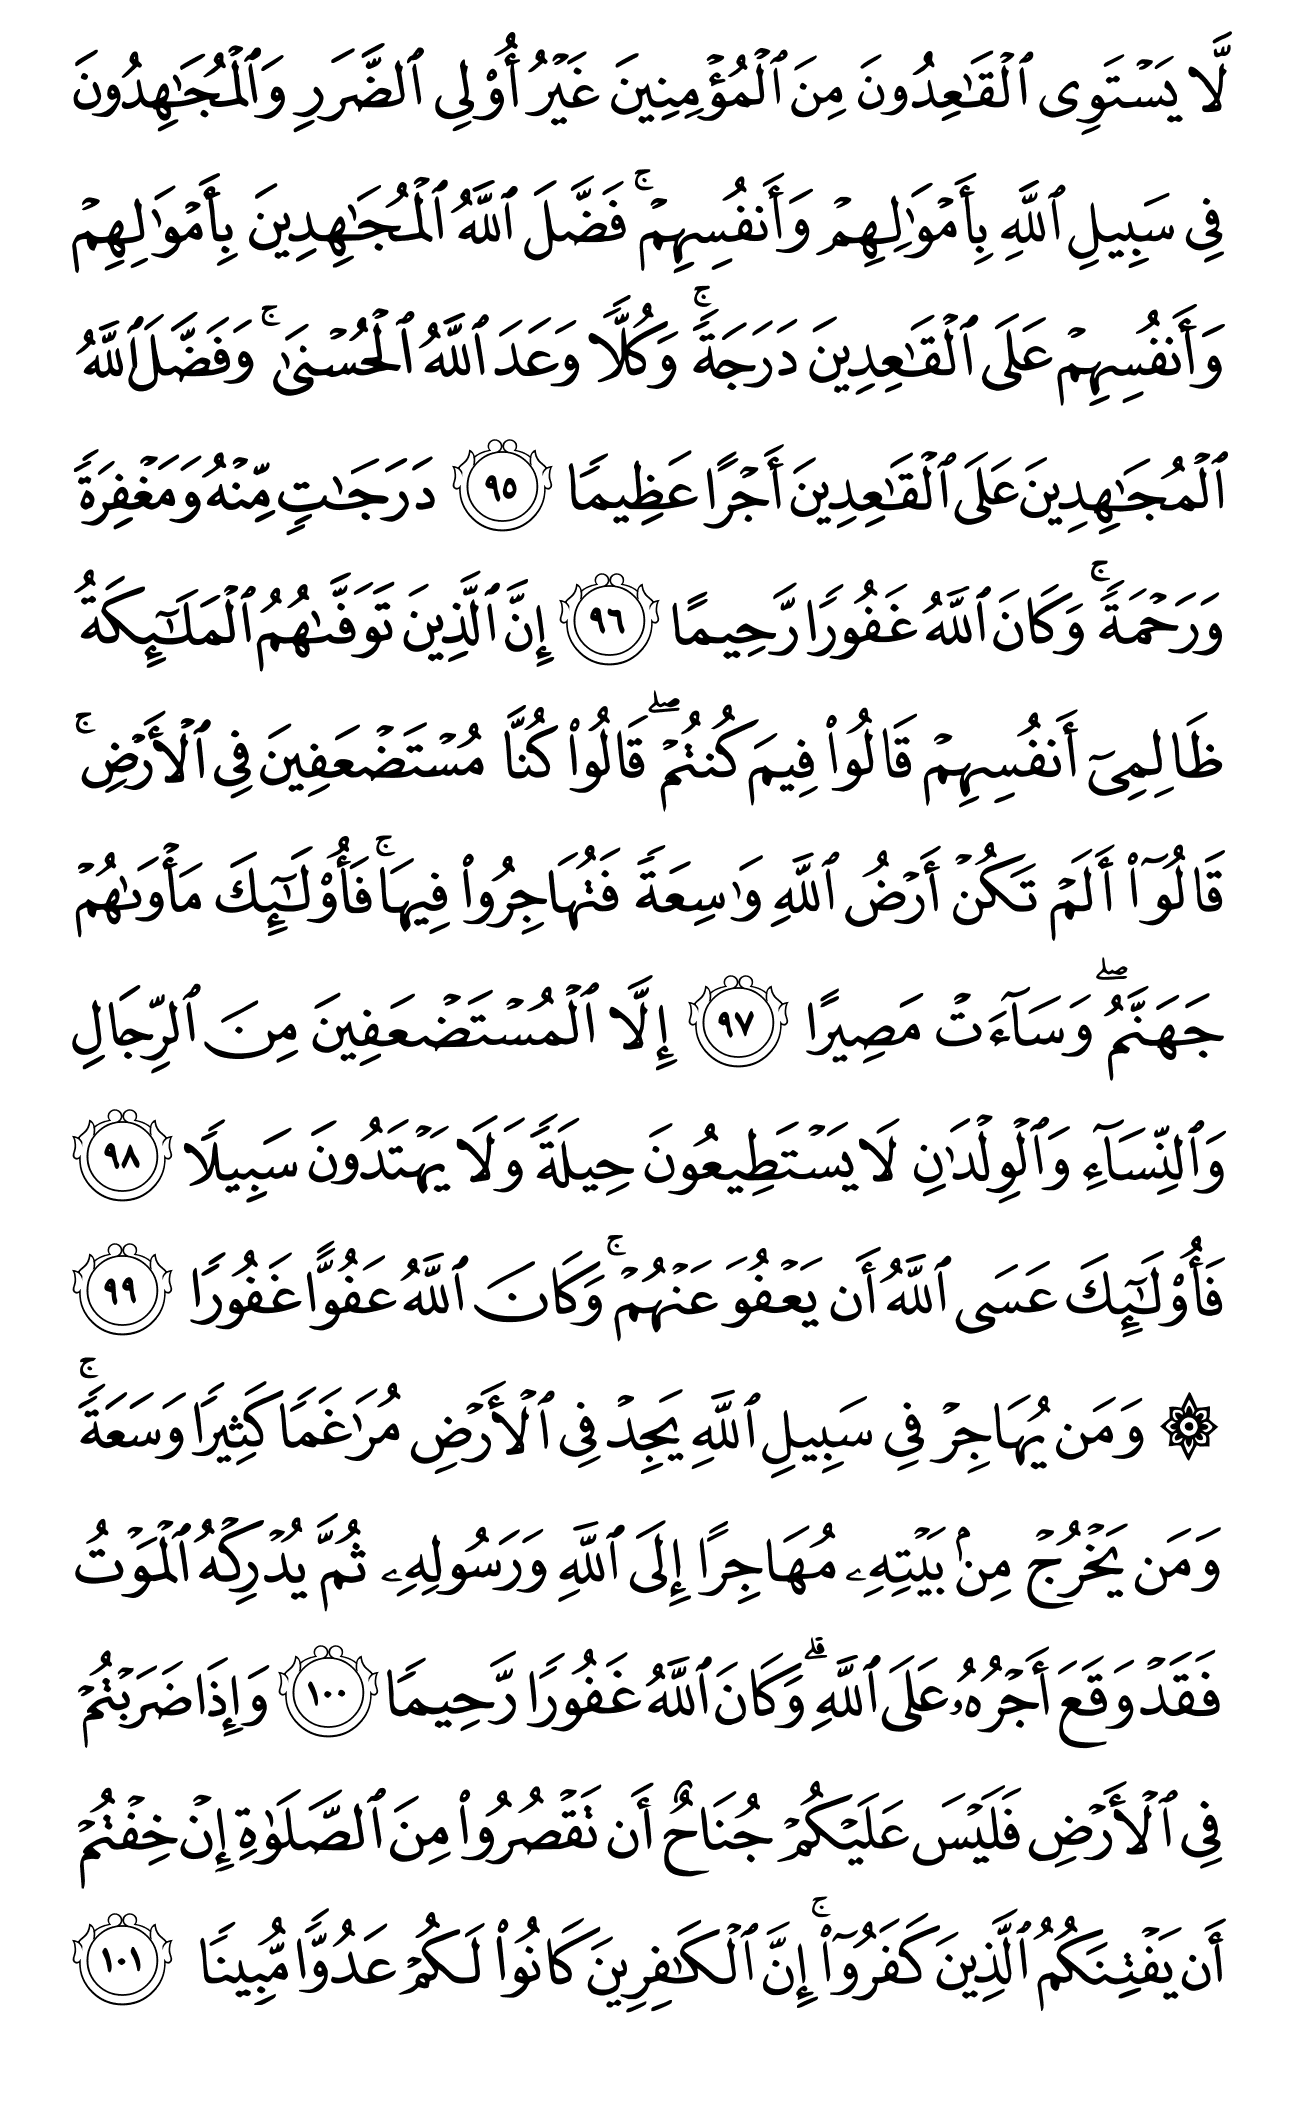 لَّا يَسۡتَوِي ٱلۡقَٰعِدُونَ مِنَ ٱلۡمُؤۡمِنِينَ غَيۡرُ أُوْلِي ٱلضَّرَرِ وَٱلۡمُجَٰهِدُونَ
فِي سَبِيلِ ٱللَّهِ بِأَمۡوَٰلِهِمۡ وَأَنفُسِهِمۡۚ فَضَّلَ ٱللَّهُ ٱلۡمُجَٰهِدِينَ بِأَمۡوَٰلِهِمۡ
وَأَنفُسِهِمۡ عَلَى ٱلۡقَٰعِدِينَ دَرَجَةٗۚ وَكُلّٗا وَعَدَ ٱللَّهُ ٱلۡحُسۡنَىٰۚ وَفَضَّلَ ٱللَّهُ
ٱلۡمُجَٰهِدِينَ عَلَى ٱلۡقَٰعِدِينَ أَجۡرًا عَظِيمٗا ٩٥ دَرَجَٰتٖ مِّنۡهُ وَمَغۡفِرَةٗ
وَرَحۡمَةٗۚ وَكَانَ ٱللَّهُ غَفُورٗا رَّحِيمًا ٩٦ إِنَّ ٱلَّذِينَ تَوَفَّىٰهُمُ ٱلۡمَلَٰٓئِكَةُ
ظَالِمِيٓ أَنفُسِهِمۡ قَالُواْ فِيمَ كُنتُمۡۖ قَالُواْ كُنَّا مُسۡتَضۡعَفِينَ فِي ٱلۡأَرۡضِۚ
قَالُوٓاْ أَلَمۡ تَكُنۡ أَرۡضُ ٱللَّهِ وَٰسِعَةٗ فَتُهَاجِرُواْ فِيهَاۚ فَأُوْلَٰٓئِكَ مَأۡوَىٰهُمۡ
جَهَنَّمُۖ وَسَآءَتۡ مَصِيرًا ٩٧ إِلَّا ٱلۡمُسۡتَضۡعَفِينَ مِنَ ٱلرِّجَالِ
وَٱلنِّسَآءِ وَٱلۡوِلۡدَٰنِ لَا يَسۡتَطِيعُونَ حِيلَةٗ وَلَا يَهۡتَدُونَ سَبِيلٗا ٩٨
فَأُوْلَٰٓئِكَ عَسَى ٱللَّهُ أَن يَعۡفُوَ عَنۡهُمۡۚ وَكَانَ ٱللَّهُ عَفُوًّا غَفُورٗا ٩٩
۞ وَمَن يُهَاجِرۡ فِي سَبِيلِ ٱللَّهِ يَجِدۡ فِي ٱلۡأَرۡضِ مُرَٰغَمٗا كَثِيرٗا وَسَعَةٗۚ
وَمَن يَخۡرُجۡ مِنۢ بَيۡتِهِۦ مُهَاجِرًا إِلَى ٱللَّهِ وَرَسُولِهِۦ ثُمَّ يُدۡرِكۡهُ ٱلۡمَوۡتُ
فَقَدۡ وَقَعَ أَجۡرُهُۥ عَلَى ٱللَّهِۗ وَكَانَ ٱللَّهُ غَفُورٗا رَّحِيمٗا ١٠٠ وَإِذَا ضَرَبۡتُمۡ
فِي ٱلۡأَرۡضِ فَلَيۡسَ عَلَيۡكُمۡ جُنَاحٌ أَن تَقۡصُرُواْ مِنَ ٱلصَّلَوٰةِ إِنۡ خِفۡتُمۡ
أَن يَفۡتِنَكُمُ ٱلَّذِينَ كَفَرُوٓاْۚ إِنَّ ٱلۡكَٰفِرِينَ كَانُواْ لَكُمۡ عَدُوّٗا مُّبِينٗا ١٠١